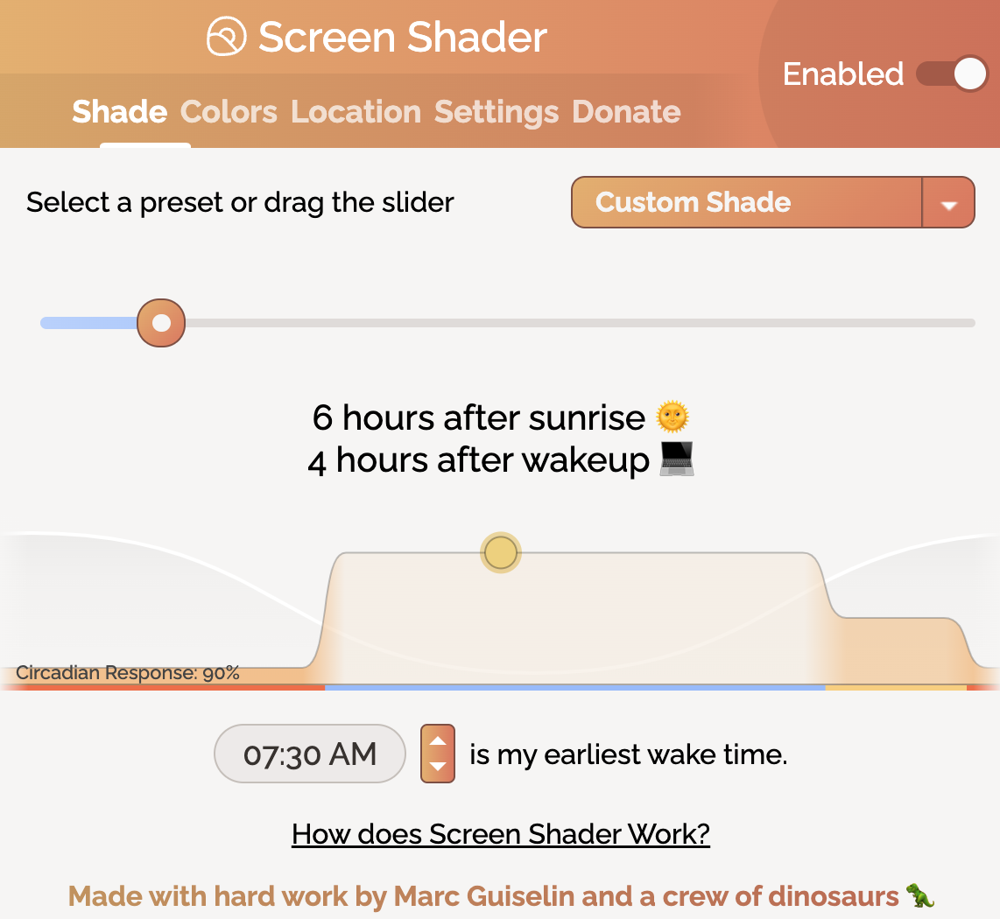 Screen Shader
Enabled
Shade Colors Location Settings Donate
Select a preset or drag the slider
Custom Shade
6 hours after sunrise 🌞
4 hours after wakeup 💻
Circadian Response: 90%
07:30 AM is my earliest wake time.
How does Screen Shader Work?
Made with hard work by Marc Guiselin and a crew of dinosaurs 🦖